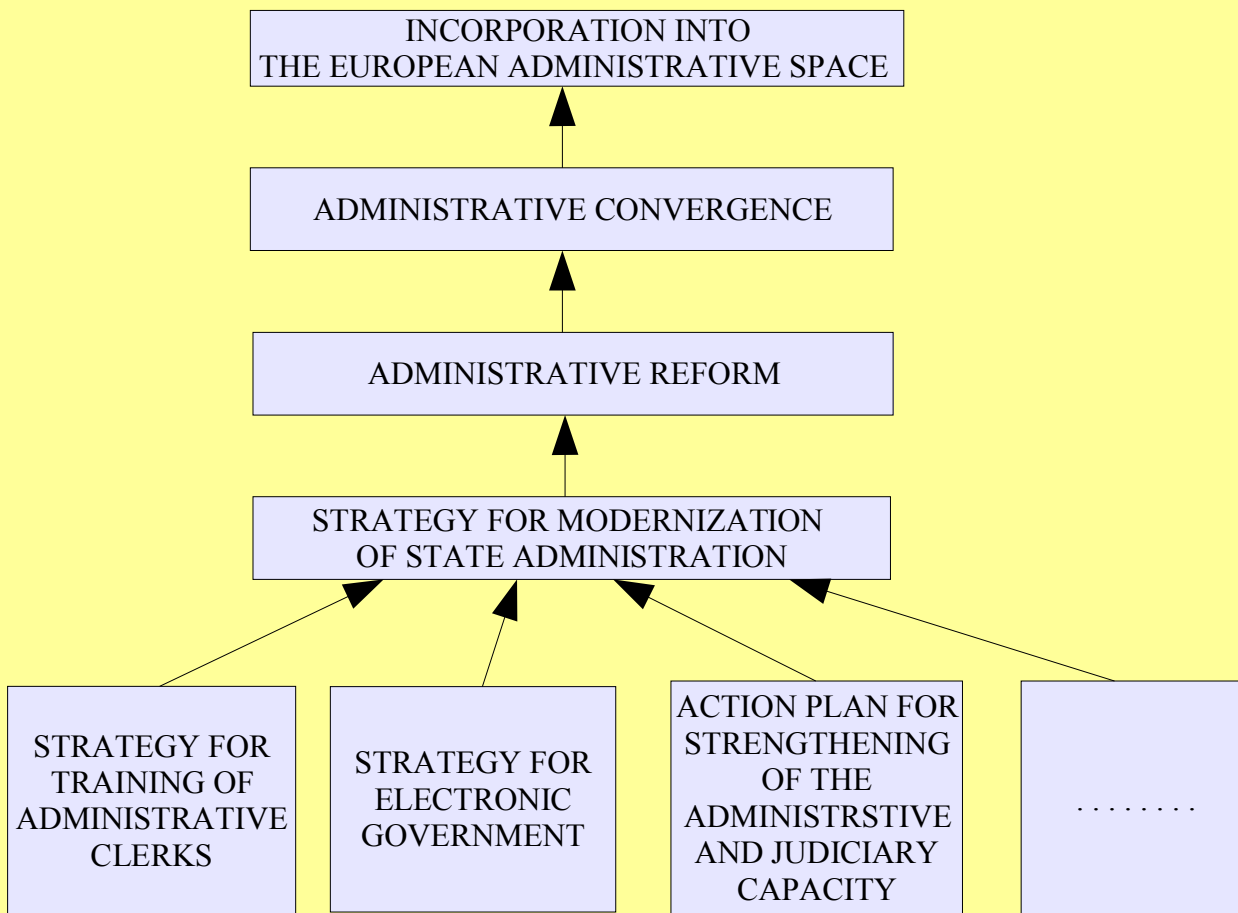 INCORPORATION INTO
THE EUROPEAN ADMINISTRATIVE SPACE
ADMINISTRATIVE CONVERGENCE
ADMINISTRATIVE REFORM
STRATEGY FOR MODERNIZATION
OF STATE ADMINISTRATION
STRATEGY FOR
TRAINING OF
ADMINISTRATIVE
CLERKS
STRATEGY FOR
ELECTRONIC
GOVERNMENT
ACTION PLAN FOR
STRENGTHENING
OF THE
ADMINISTRSTIVE
AND JUDICIARY
CAPACITY
. . . . . . . .